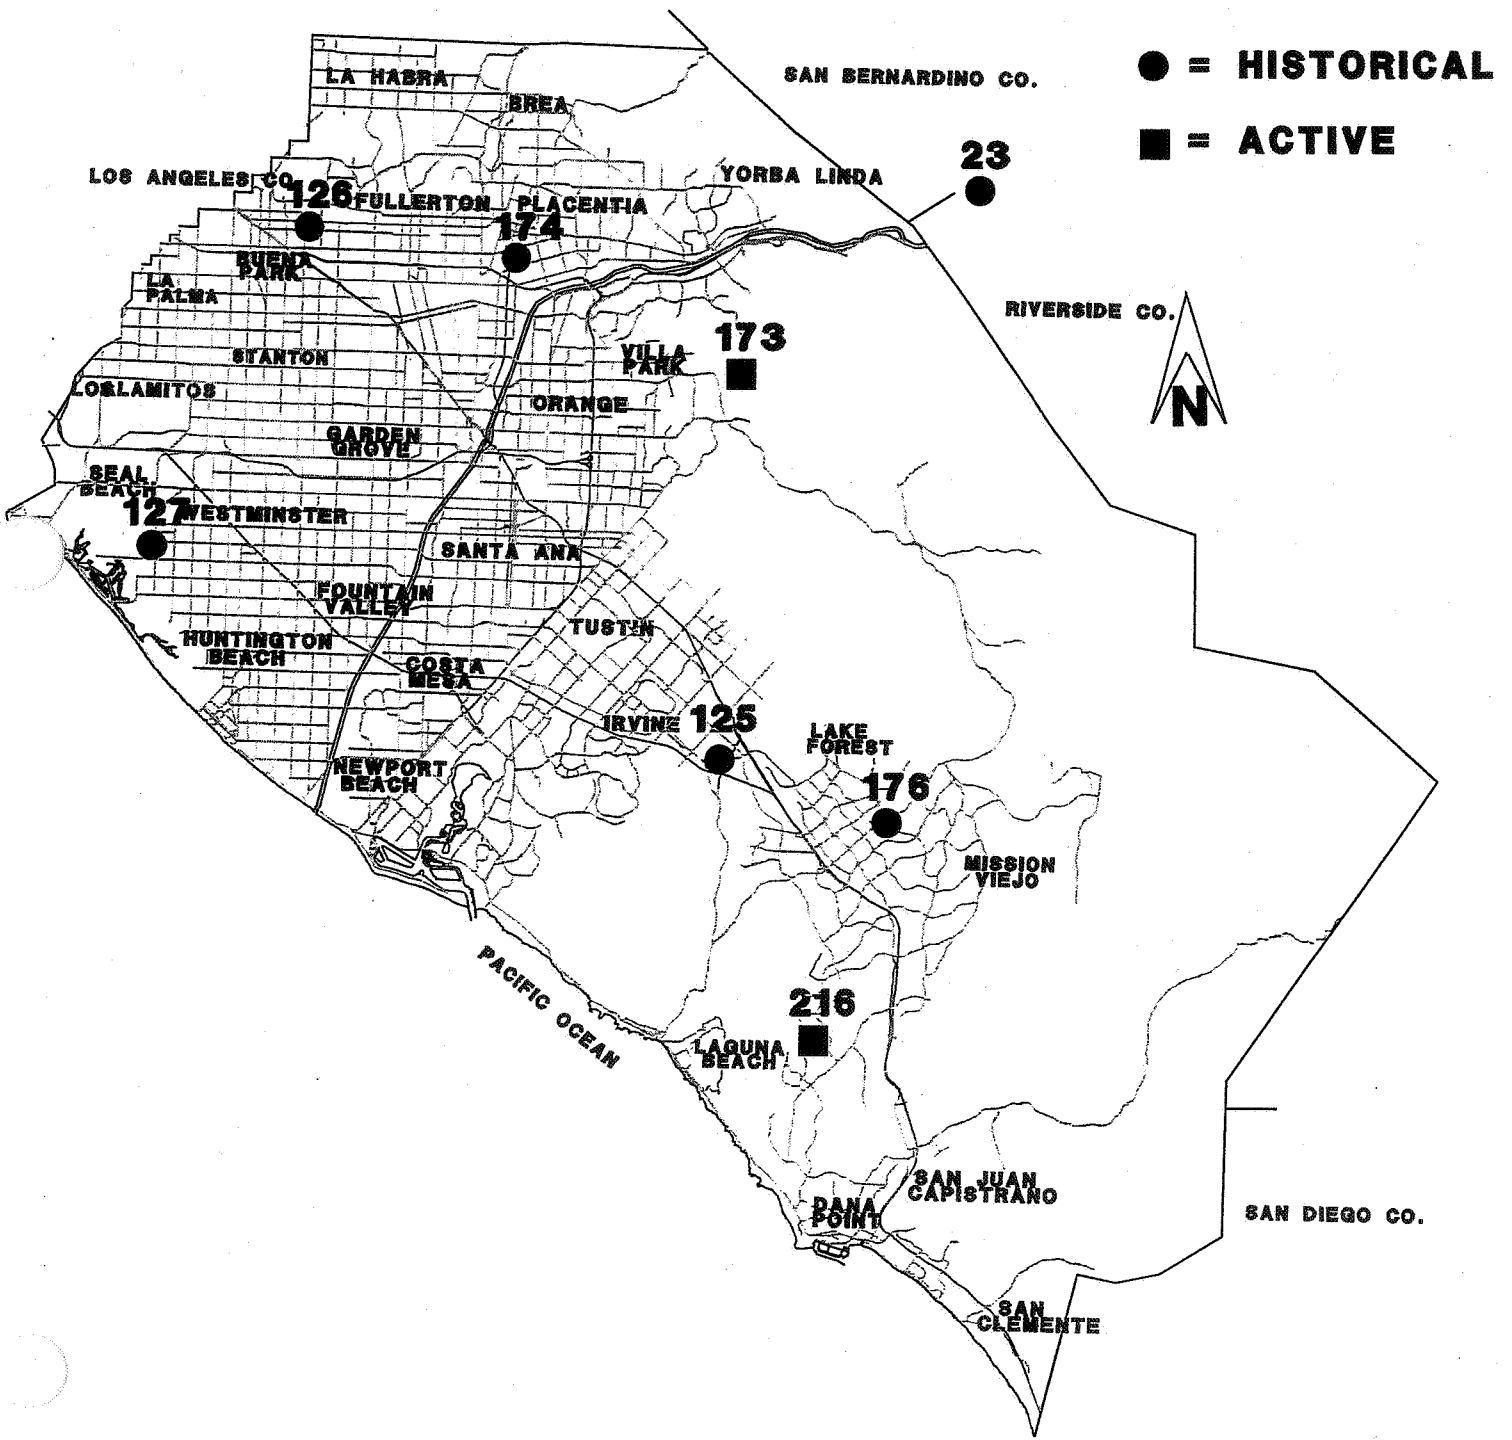 ● = HISTORICAL
■ = ACTIVE
SAN BERNARDINO CO.
LA HABRA
BREA
23
LOS ANGELES CO.
YORBA LINDA
126
FULLERTON
PLACENTIA
174
BUENA
PARK
LA
PALMA
RIVERSIDE CO.
173
VILLA
PARK
STANTON
N
LOSLAMITOS
ORANGE
GARDEN
GROVE
SEAL
BEACH
127
WESTMINSTER
SANTA ANA
FOUNTAIN
VALLEY
TUSTIN
HUNTINGTON
BEACH
COSTA
MESA
IRVINE
125
LAKE
FOREST
NEWPORT
BEACH
176
MISSION
VIEJO
PACIFIC OCEAN
216
LAGUNA
BEACH
SAN JUAN
CAPISTRANO
DANA
POINT
SAN DIEGO CO.
SAN
CLEMENTE